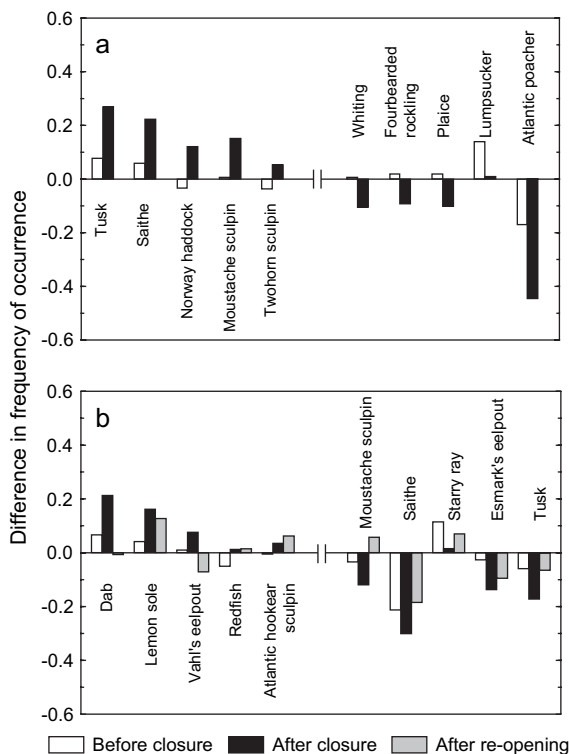 a
Difference in frequency of occurrence
0.6
0.4
0.2
0.0
-0.2
-0.4
-0.6
Tusk
Saithe
Norway haddock
Moustache sculpin
Twohorn sculpin
Whiting
Fourbearded
rockling
Plaice
Lumpsucker
Atlantic poacher
b
0.6
0.4
0.2
0.0
-0.2
-0.4
-0.6
Dab
Lemon sole
Vahl's eelpout
Redfish
Atlantic hookear
sculpin
Moustache sculpin
Saithe
Starry ray
Esmark's eelpout
Tusk
Before closure
After closure
After re-opening